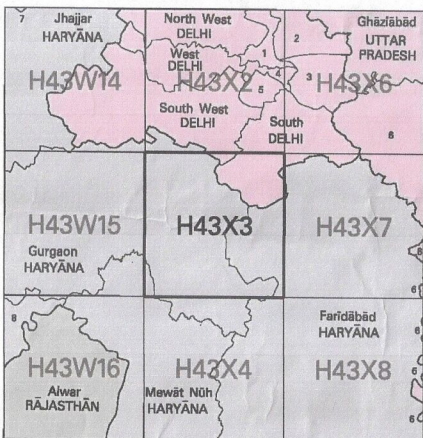 7
Jhajjar
HARYĀNA
North West
DELHI
Ghāziābād
UTTAR
PRADESH
1
2
West
DELHI
H43W14
H43X2
H43X6
4
3
5
South West
DELHI
South
DELHI
6
H43W15
H43X3
H43X7
Gurgaon
HARYĀNA
6
6
8
Farīdābād
HARYĀNA
6
H43W16
H43X4
H43X8
6
Alwar
RĀJASTHĀN
Mewāt Nūh
HARYĀNA
6